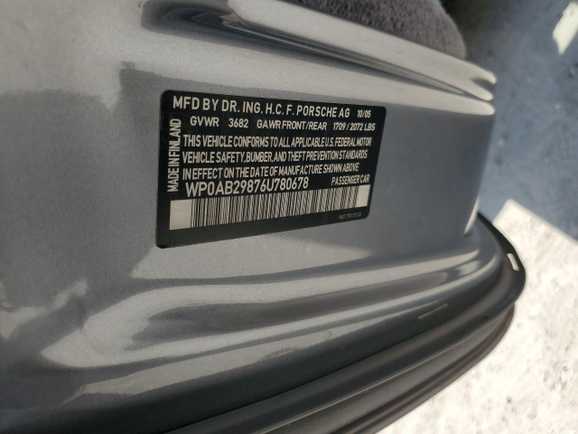 MFD BY DR. ING. H.C. F. PORSCHE AG 10/05
GVWR 3682 GAWR FRONT/REAR 1709 / 2072 LBS
MADE IN FINLAND
THIS VEHICLE CONFORMS TO ALL APPLICABLE U.S. FEDERAL MOTOR
VEHICLE SAFETY, BUMPER, AND THEFT PREVENTION STANDARDS
IN EFFECT ON THE DATE OF MANUFACTURE SHOWN ABOVE
WP0AB29876U780678 PASSENGER CAR